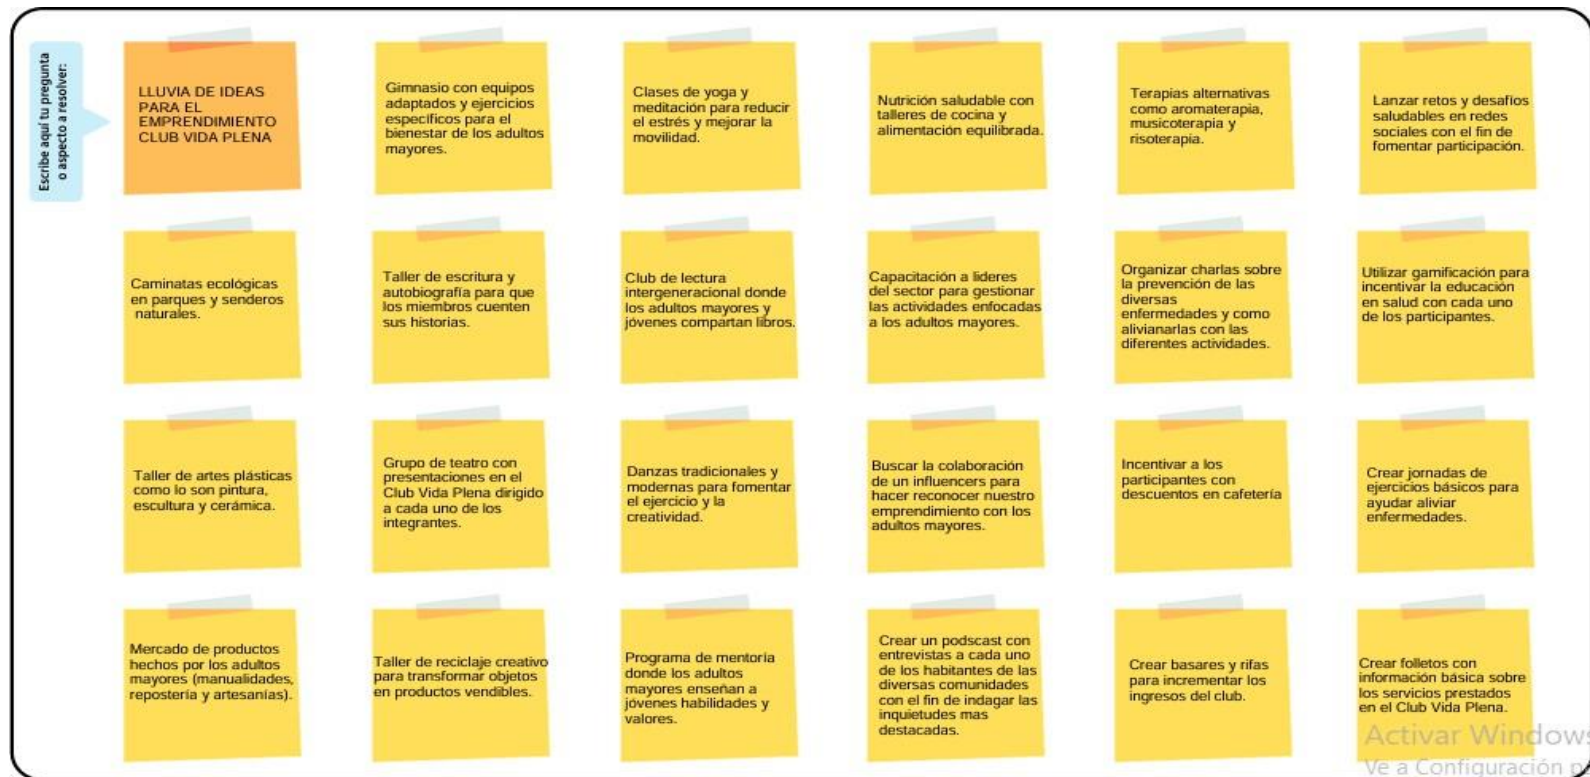 Escribe aquí tu pregunta
o aspecto a resolver:
LLUVIA DE IDEAS
PARA EL
EMPRENDIMIENTO
CLUB VIDA PLENA
Gimnasio con equipos
adaptados y ejercicios
específicos para el
bienestar de los adultos
mayores.
Clases de yoga y
meditación para reducir
el estrés y mejorar la
movilidad.
Nutrición saludable con
talleres de cocina y
alimentación equilibrada.
Terapias alternativas
como aromaterapia,
musicoterapia y
risoterapia.
Lanzar retos y desafíos
saludables en redes
sociales con el fin de
fomentar participación.
Caminatas ecológicas
en parques y senderos
naturales.
Taller de escritura y
autobiografía para que
los miembros cuenten
sus historias.
Club de lectura
intergeneracional donde
los adultos mayores y
jóvenes compartan libros.
Capacitación a lideres
del sector para gestionar
las actividades enfocadas
a los adultos mayores.
Organizar charlas sobre
la prevención de las
diversas
enfermedades y como
alivianarlas con las
diferentes actividades.
Utilizar gamificación para
incentivar la educación
en salud con cada uno
de los participantes.
Taller de artes plásticas
como lo son pintura,
escultura y cerámica.
Grupo de teatro con
presentaciones en el
Club Vida Plena dirigido
a cada uno de los
integrantes.
Danzas tradicionales y
modernas para fomentar
el ejercicio y la
creatividad.
Buscar la colaboración
de un influencers para
hacer reconocer nuestro
emprendimiento con los
adultos mayores.
Incentivar a los
participantes con
descuentos en cafetería
Crear jornadas de
ejercicios básicos para
ayudar aliviar
enfermedades.
Mercado de productos
hechos por los adultos
mayores (manualidades,
repostería y artesanías).
Taller de reciclaje creativo
para transformar objetos
en productos vendibles.
Programa de mentoría
donde los adultos
mayores enseñan a
jóvenes habilidades y
valores.
Crear un podscast con
entrevistas a cada uno
de los habitantes de las
diversas comunidades
con el fin de indagar las
inquietudes mas
destacadas.
Crear basares y rifas
para incrementar los
ingresos del club.
Crear folletos con
información básica sobre
los servicios prestados
en el Club Vida Plena.
Activar Windows
Ve a Configuración